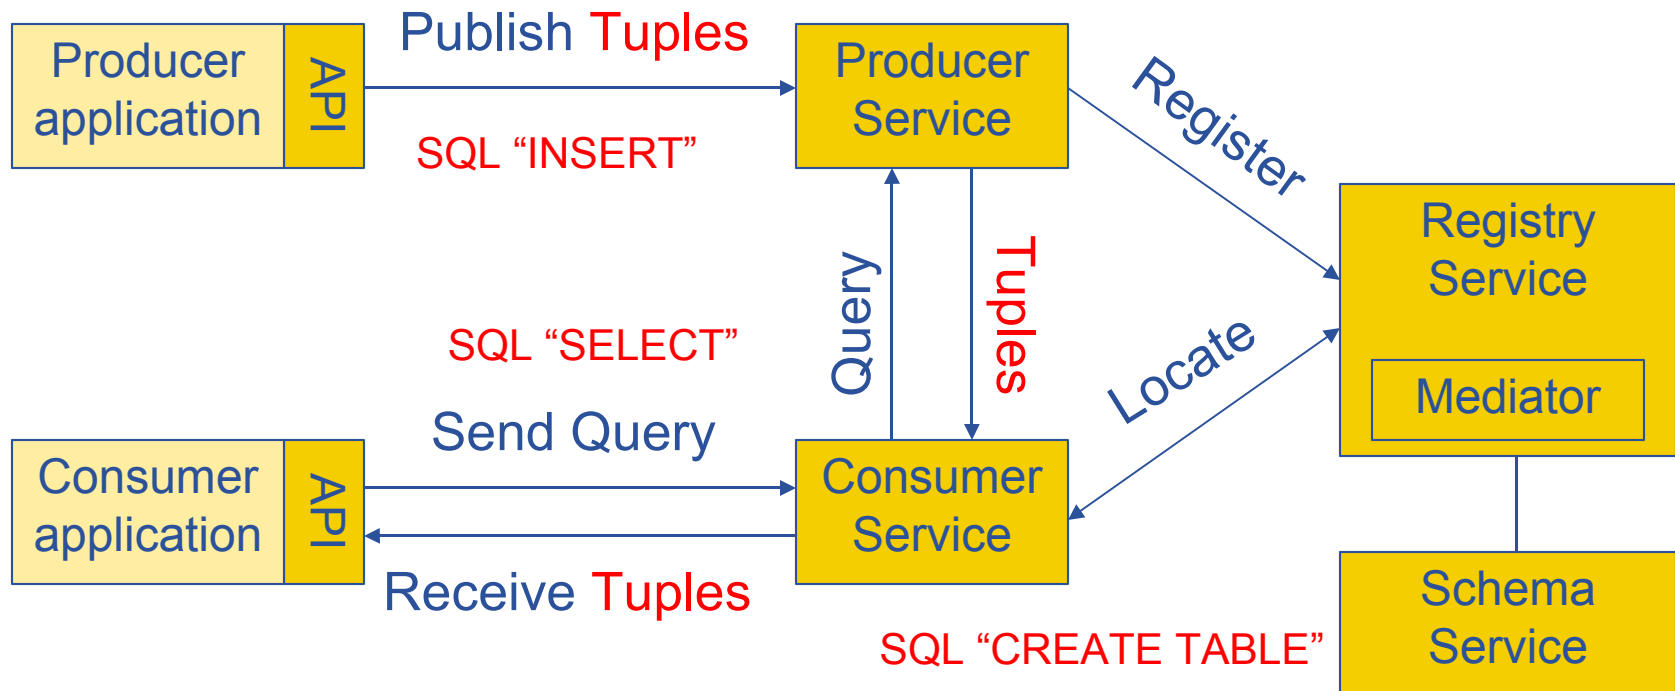 Publish Tuples
Producer
application
API
SQL “INSERT”
Producer
Service
Register
Registry
Service
Mediator
Query
Tuples
Locate
SQL “SELECT”
Send Query
Consumer
application
API
Receive Tuples
Consumer
Service
SQL “CREATE TABLE”
Schema
Service